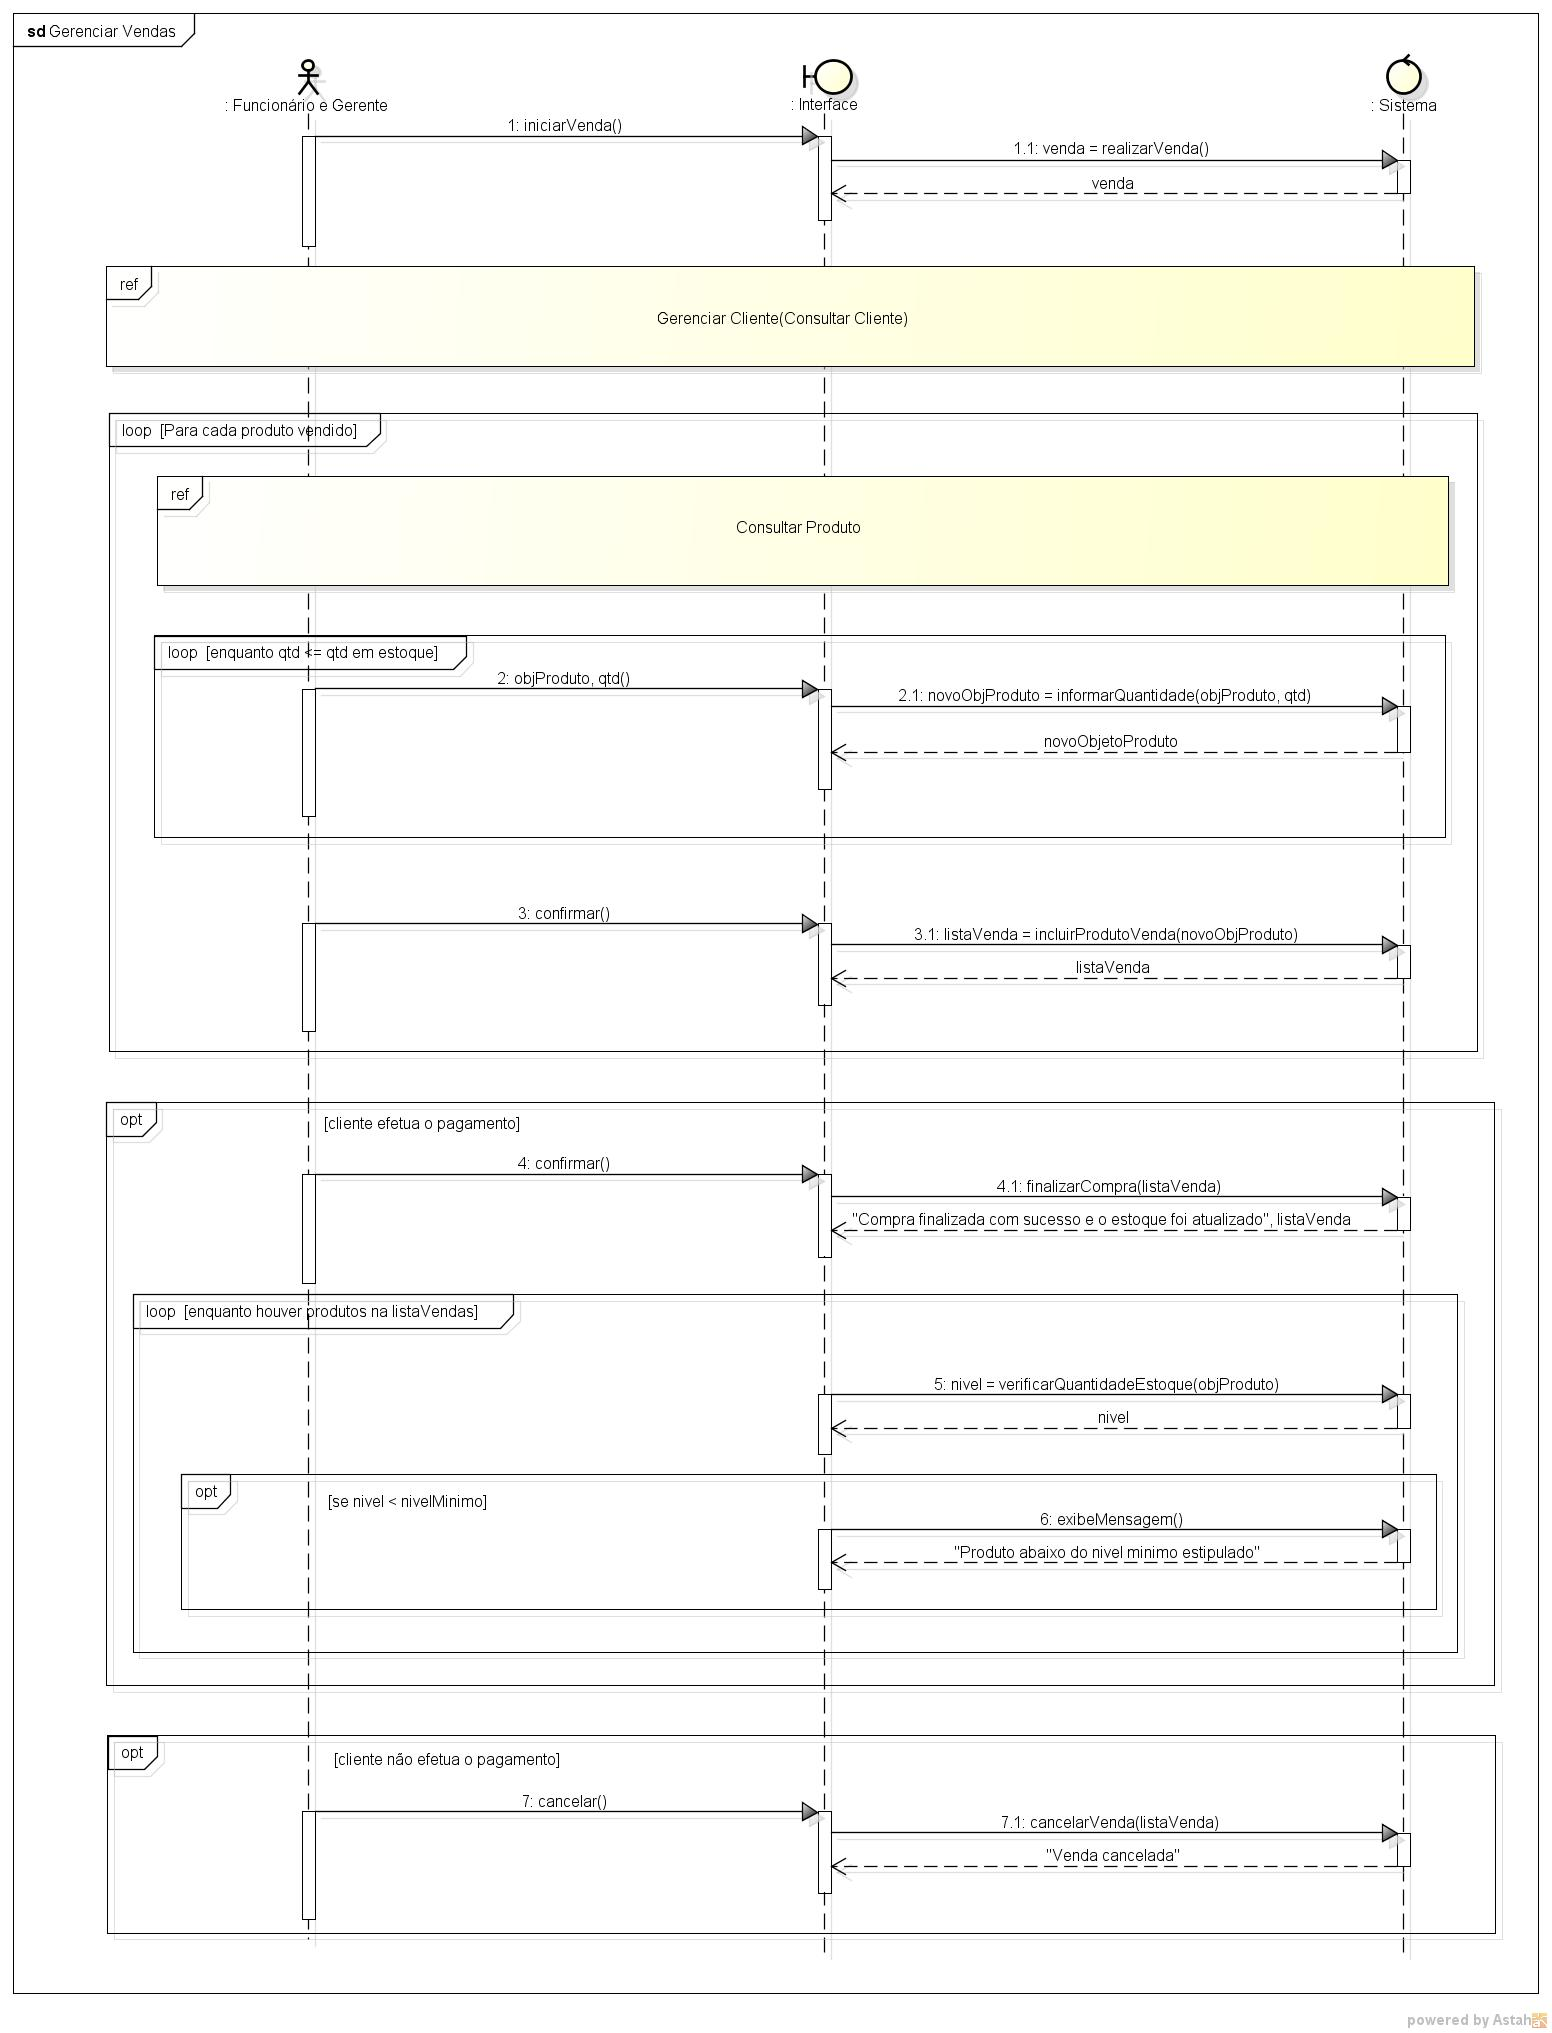 sd Gerenciar Vendas
: Funcionário e Gerente
: Interface
: Sistema
1: iniciarVenda()
1.1: venda = realizarVenda()
venda
ref
Gerenciar Cliente(Consultar Cliente)
loop [Para cada produto vendido]
ref
Consultar Produto
loop [enquanto qtd <= qtd em estoque]
2: objProduto, qtd()
2.1: novoObjProduto = informarQuantidade(objProduto, qtd)
novoObjetoProduto
3: confirmar()
3.1: listaVenda = incluirProdutoVenda(novoObjProduto)
listaVenda
opt
[cliente efetua o pagamento]
4: confirmar()
4.1: finalizarCompra(listaVenda)
"Compra finalizada com sucesso e o estoque foi atualizado", listaVenda
loop [enquanto houver produtos na listaVendas]
5: nivel = verificarQuantidadeEstoque(objProduto)
nivel
opt
[se nivel < nivelMinimo]
6: exibeMensagem()
"Produto abaixo do nivel minimo estipulado"
opt
[cliente não efetua o pagamento]
7: cancelar()
7.1: cancelarVenda(listaVenda)
"Venda cancelada"
powered by Astah